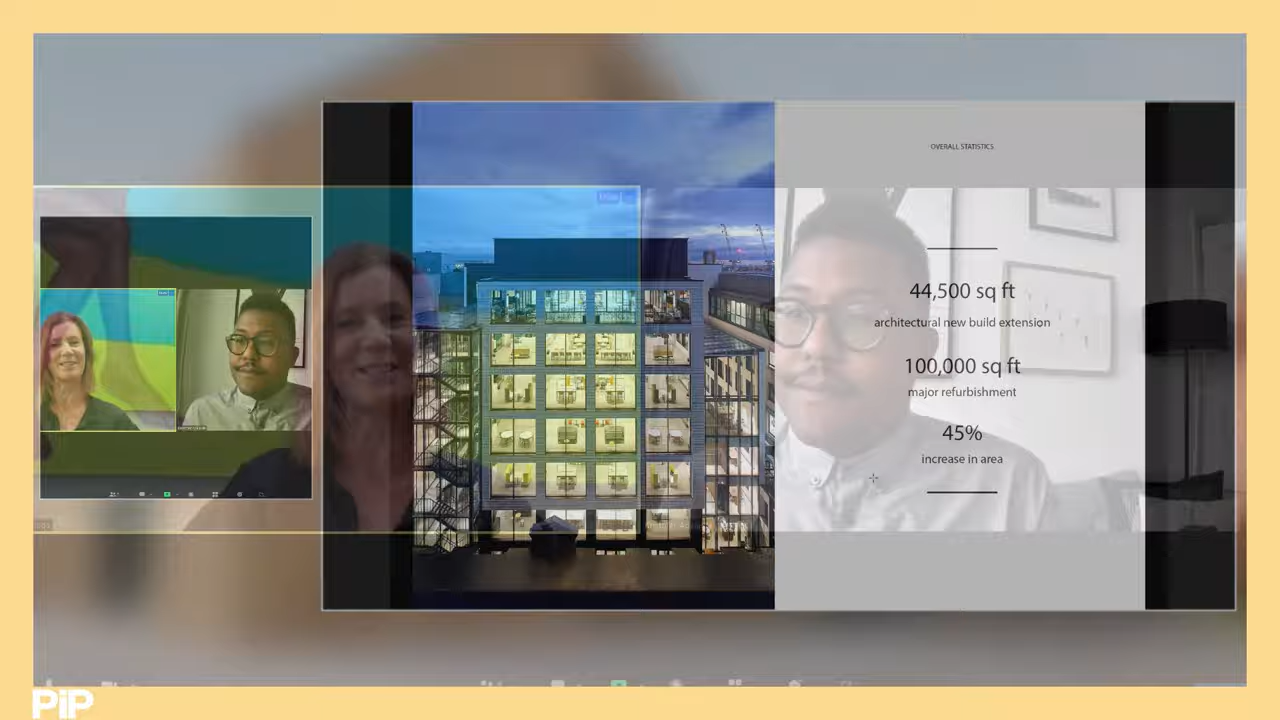 OVERALL STATISTICS
44,500 sq ft
architectural new build extension
100,000 sq ft
major refurbishment
45%
increase in area
PiP